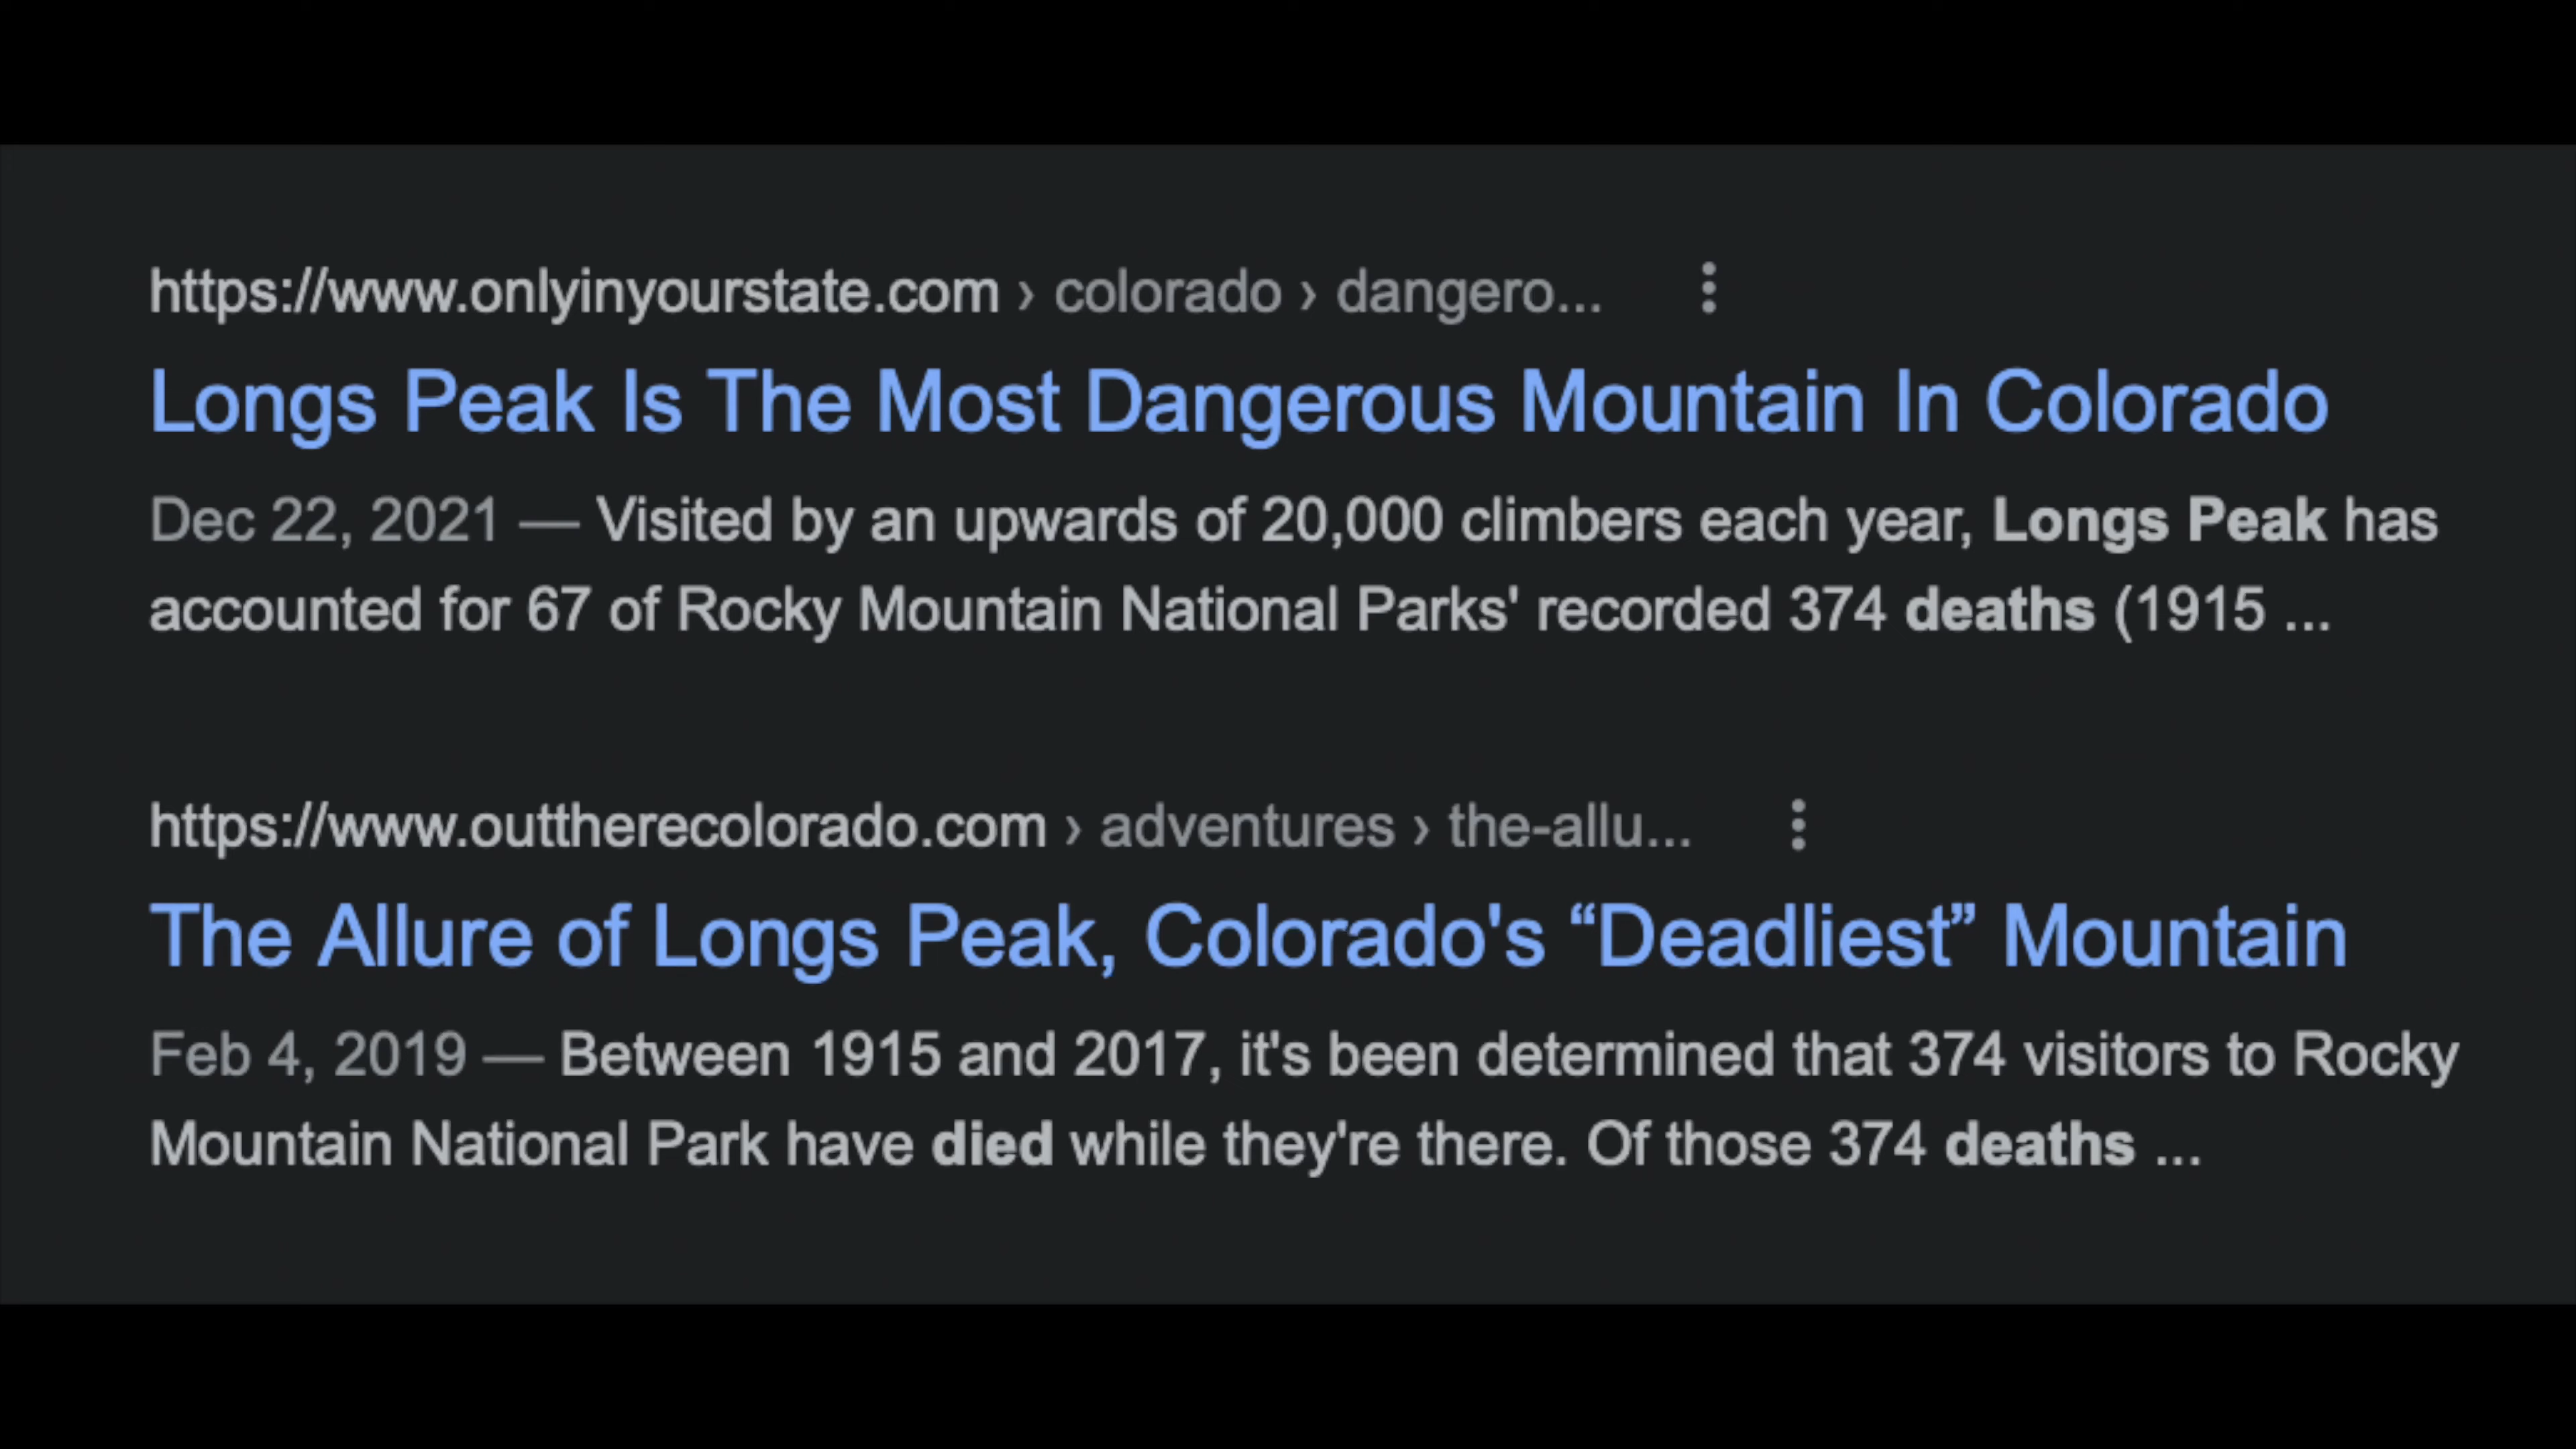 https://www.onlyinyourstate.com › colorado › dangero...
Longs Peak Is The Most Dangerous Mountain In Colorado
Dec 22, 2021 — Visited by an upwards of 20,000 climbers each year, Longs Peak has
accounted for 67 of Rocky Mountain National Parks' recorded 374 deaths (1915 ...
https://www.outtherecolorado.com › adventures › the-allu...
The Allure of Longs Peak, Colorado's “Deadliest” Mountain
Feb 4, 2019 — Between 1915 and 2017, it's been determined that 374 visitors to Rocky
Mountain National Park have died while they're there. Of those 374 deaths ...